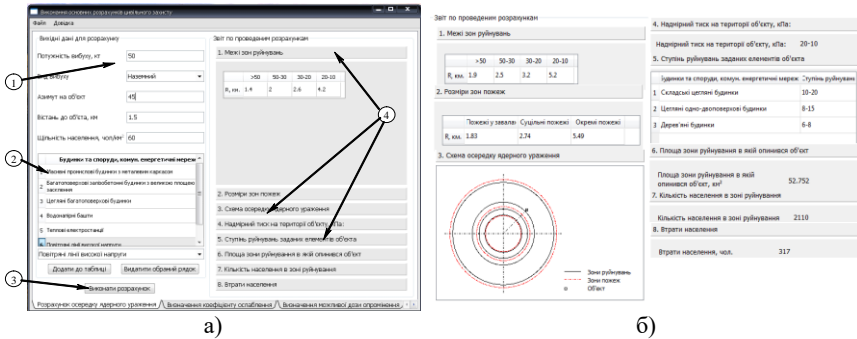 Виконання основних розрахунків цивільного захисту
Файл Довідка
Вихідні дані для розрахунку
Потужність вибуху, кт 50
Вид вибуху Наземний
Азимут на об'єкт 45
Відстань до об'єта, км 1.5
Щільність населення, чол/км² 60
Будинки та споруди, комун. енергетичні мереж
Масивні промислові будинки з металевим каркасом
2 Багатоповерхові залізобетонні будинки з великою площею
засклення
3 Цегляні багатоповерхові будинки
4 Водонапірні башти
5 Теплові електростанції
6 Повітряні лінії високої напруги
Повітряні лінії високої напруги
Додати до таблиці Видалити обраний рядок
Виконати розрахунок
Розрахунок осередку ядерного ураження Визначення коефіцієнту ослаблення Визначення можливої дози опромінення
Звіт по проведеним розрахункам
1. Межі зон руйнувань
>50 50-30 30-20 20-10
R, км. 1.4 2 2.6 4.2
2. Розміри зон пожеж
3. Схема осередку ядерного ураження
4. Надмірний тиск на території об'єкту, кПа:
5. Ступінь руйнувань заданих елементів об'єкта
6. Площа зони руйнування в якій опинився об'єкт
7. Кількість населення в зоні руйнування
8. Втрати населення
1
2
3
4
а)
Звіт по проведеним розрахункам
1. Межі зон руйнувань
>50 50-30 30-20 20-10
R, км. 1.9 2.5 3.2 5.2
2. Розміри зон пожеж
Пожежі у завалах Суцільні пожежі Окремі пожежі
R, км. 1.83 2.74 5.49
3. Схема осередку ядерного ураження
Зони руйнувань
Зони пожеж
Об'єкт
4. Надмірний тиск на території об'єкту, кПа:
Надмірний тиск на території об'єкту, кПа: 20-10
5. Ступінь руйнувань заданих елементів об'єкта
Будинки та споруди, комун. енергетичні мереж Ступінь руйнувань
1 Складські цегляні будинки 10-20
2 Цегляні одно-двоповерхові будинки 8-15
3 Дерев'яні будинки 6-8
6. Площа зони руйнування в якій опинився об'єкт
Площа зони руйнування в якій
опинився об'єкт, км² 52.752
7. Кількість населення в зоні руйнування
Кількість населення в зоні руйнування 2110
8. Втрати населення
Втрати населення, чол. 317
б)